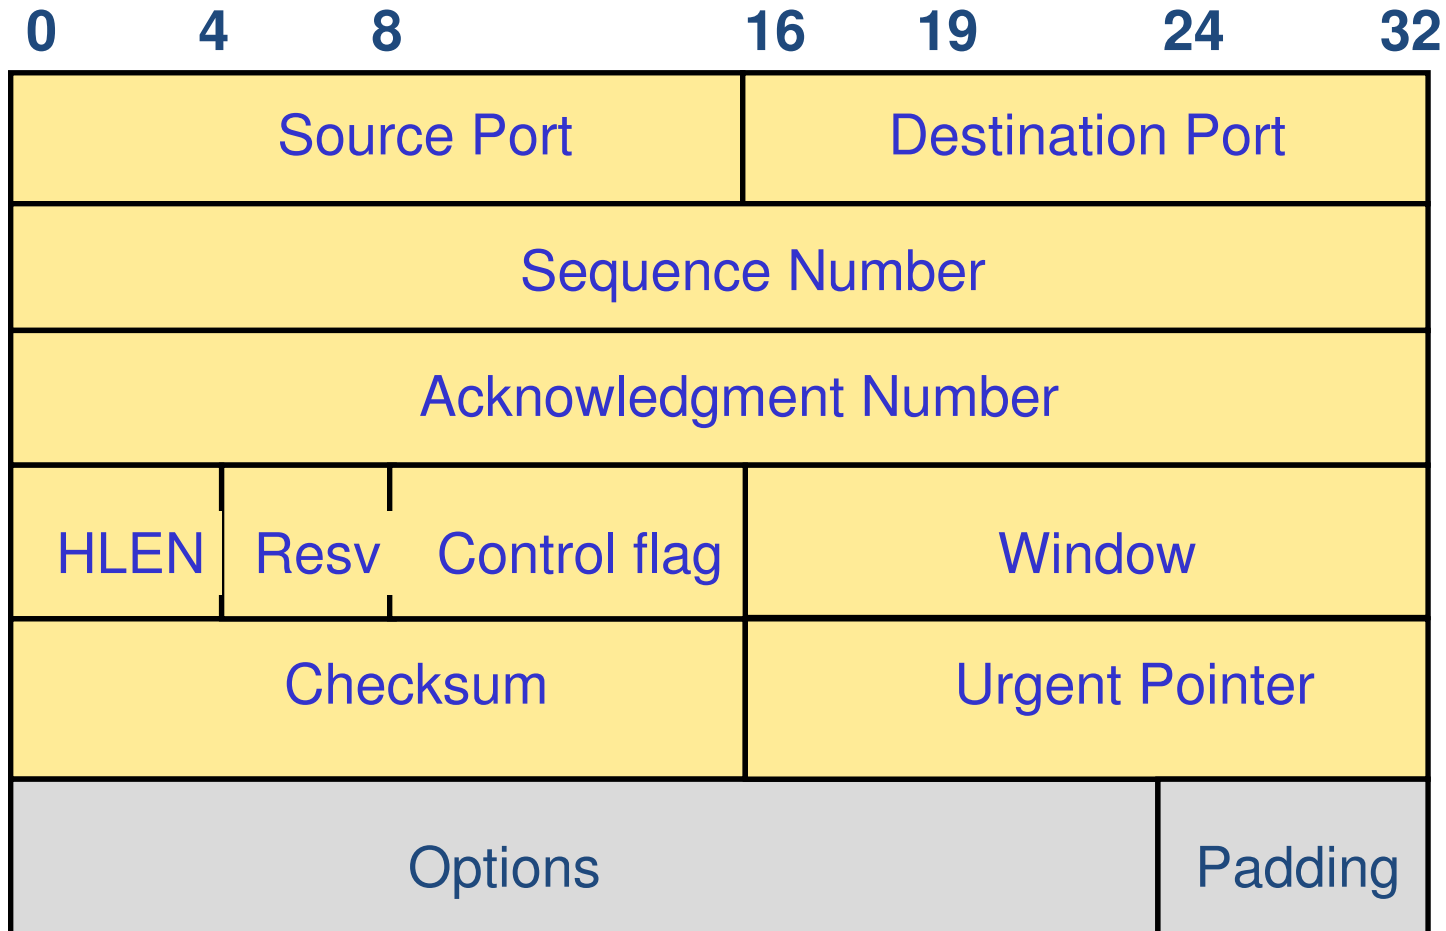 0 4 8 16 19 24 32
Source Port Destination Port
Sequence Number
Acknowledgment Number
HLEN Resv Control flag Window
Checksum Urgent Pointer
Options Padding